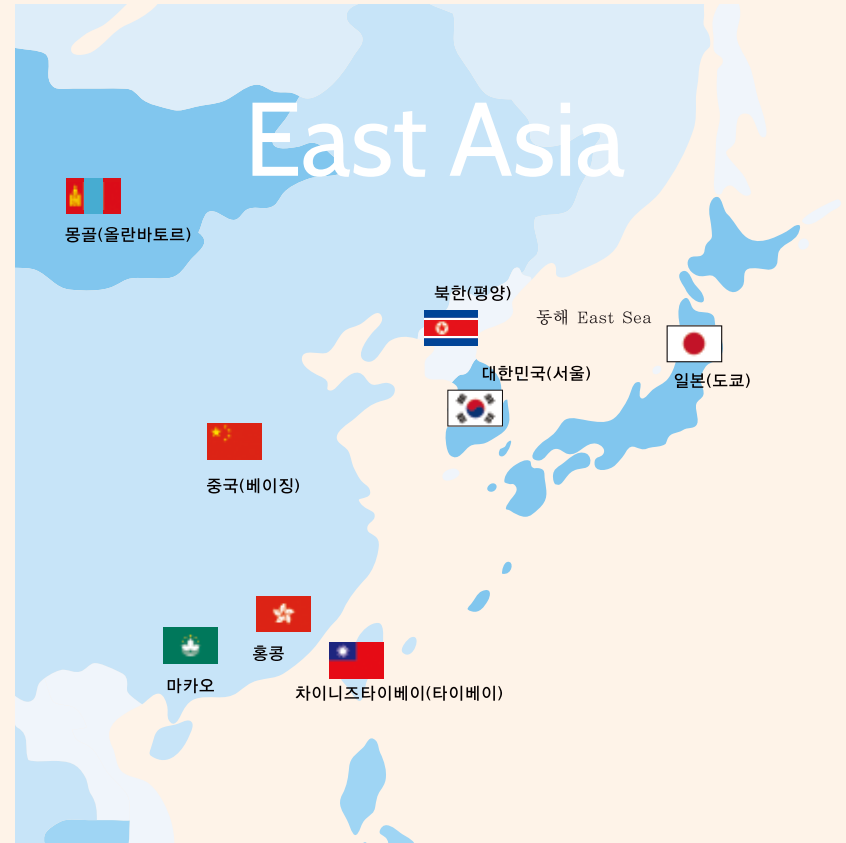 East Asia
몽골(올란바토르)
북한(평양)
동해 East Sea
대한민국(서울)
일본(도쿄)
중국(베이징)
홍콩
마카오
차이니즈타이베이(타이베이)